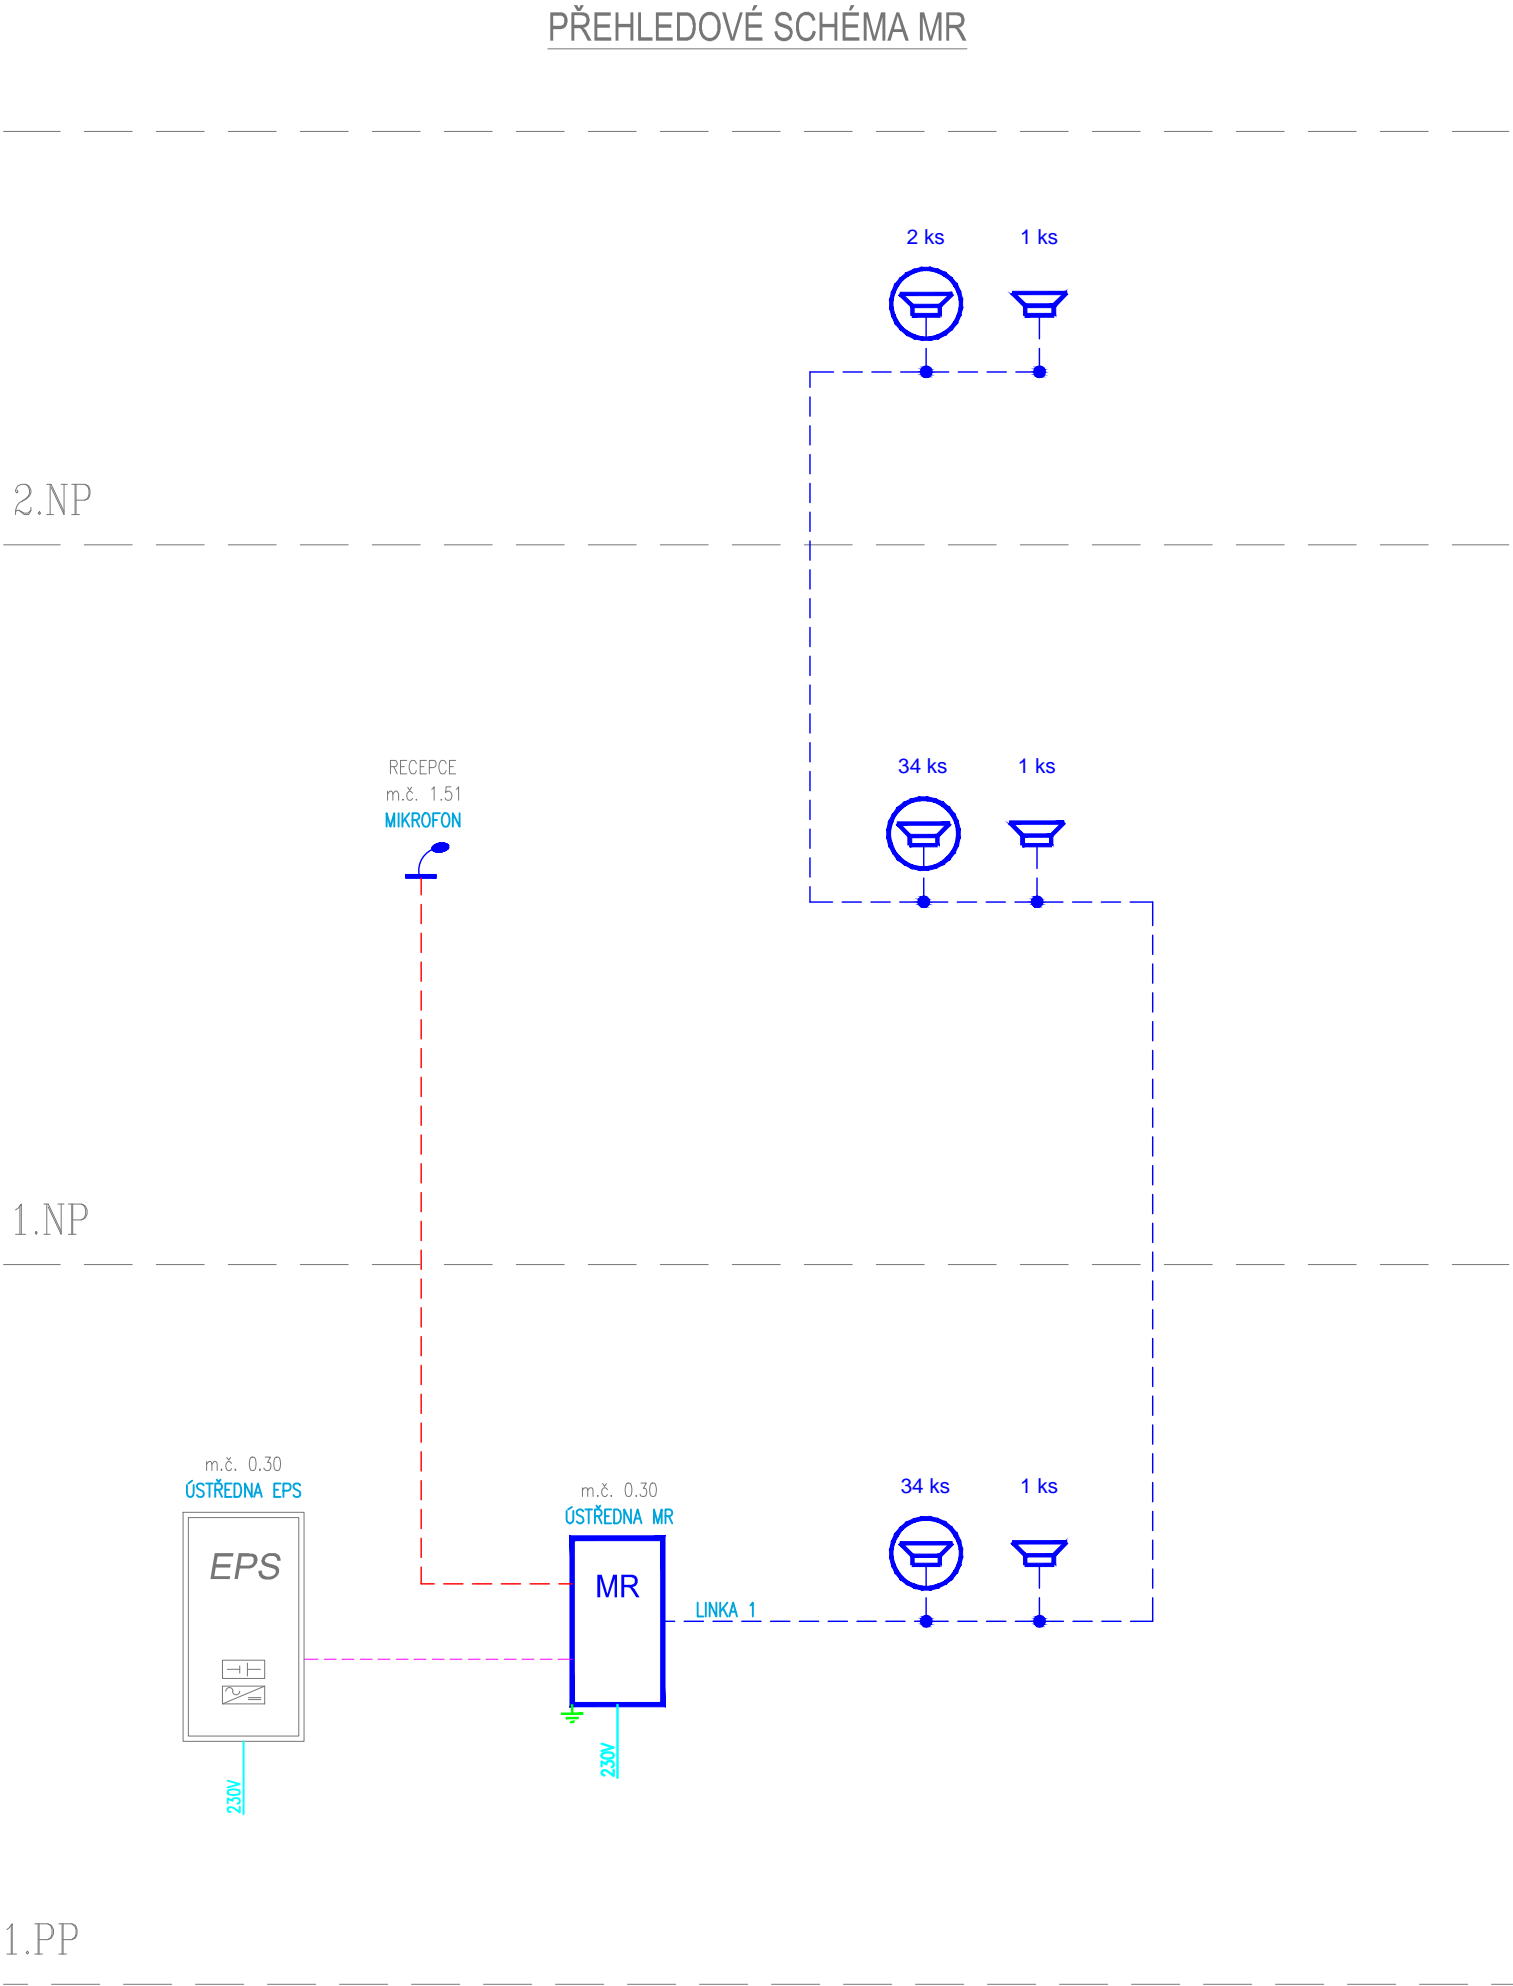 PŘEHLEDOVÉ SCHÉMA MR
2 ks
1 ks
2.NP
RECEPCE
m.č. 1.51
MIKROFON
34 ks
1 ks
1.NP
m.č. 0.30
ÚSTŘEDNA EPS
EPS
230V
m.č. 0.30
ÚSTŘEDNA MR
MR
230V
LINKA 1
34 ks
1 ks
1.PP